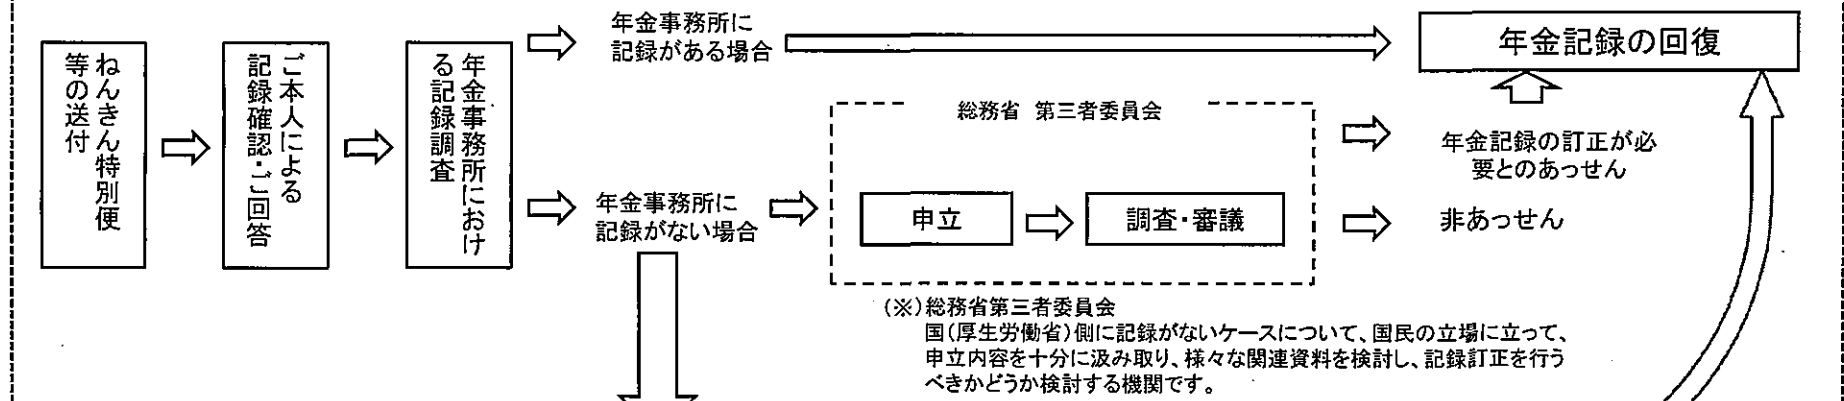 ねんきん特別便
等の送付
ご本人による
記録確認・ご回答
年金事務所におけ
る記録調査
年金事務所に
記録がある場合
年金記録の回復
年金事務所に
記録がない場合
総務省 第三者委員会
申立
調査・審議
年金記録の訂正が必
要とのあっせん
非あっせん
(※)総務省第三者委員会
国(厚生労働省)側に記録がないケースについて、国民の立場に立って、
申立内容を十分に汲み取り、様々な関連資料を検討し、記録訂正を行う
べきかどうか検討する機関です。